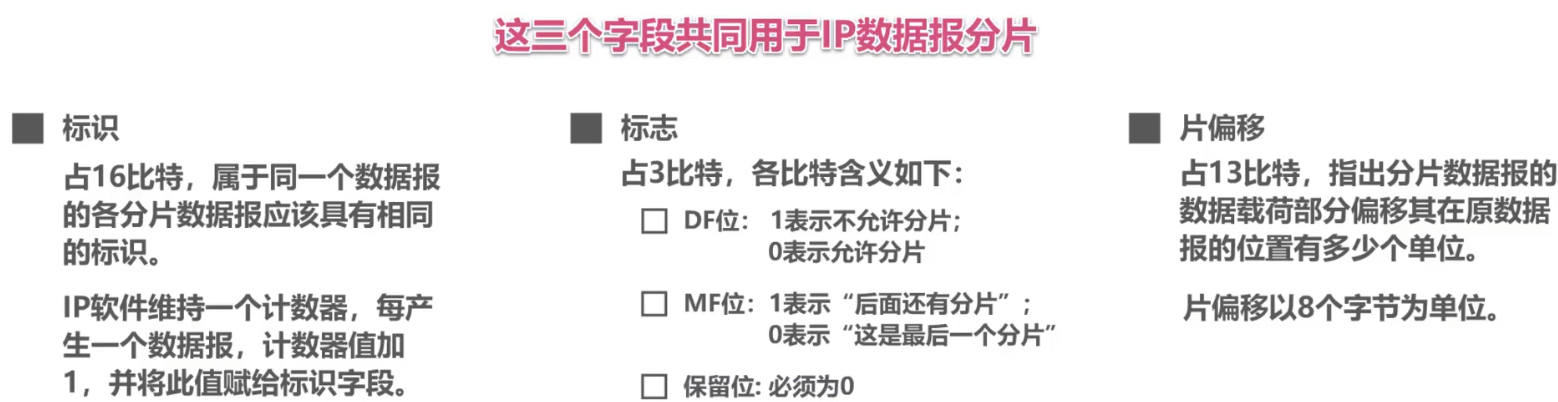 这三个字段共同用于IP数据报分片
标识
占16比特，属于同一个数据报
的各分片数据报应该具有相同
的标识。
IP软件维持一个计数器，每产
生一个数据报，计数器值加
1，并将此值赋给标识字段。
标志
占3比特，各比特含义如下：
DF位： 1表示不允许分片；
0表示允许分片
MF位：1表示“后面还有分片”；
0表示“这是最后一个分片”
保留位: 必须为0
片偏移
占13比特，指出分片数据报的
数据载荷部分偏移其在原数据
报的位置有多少个单位。
片偏移以8个字节为单位。